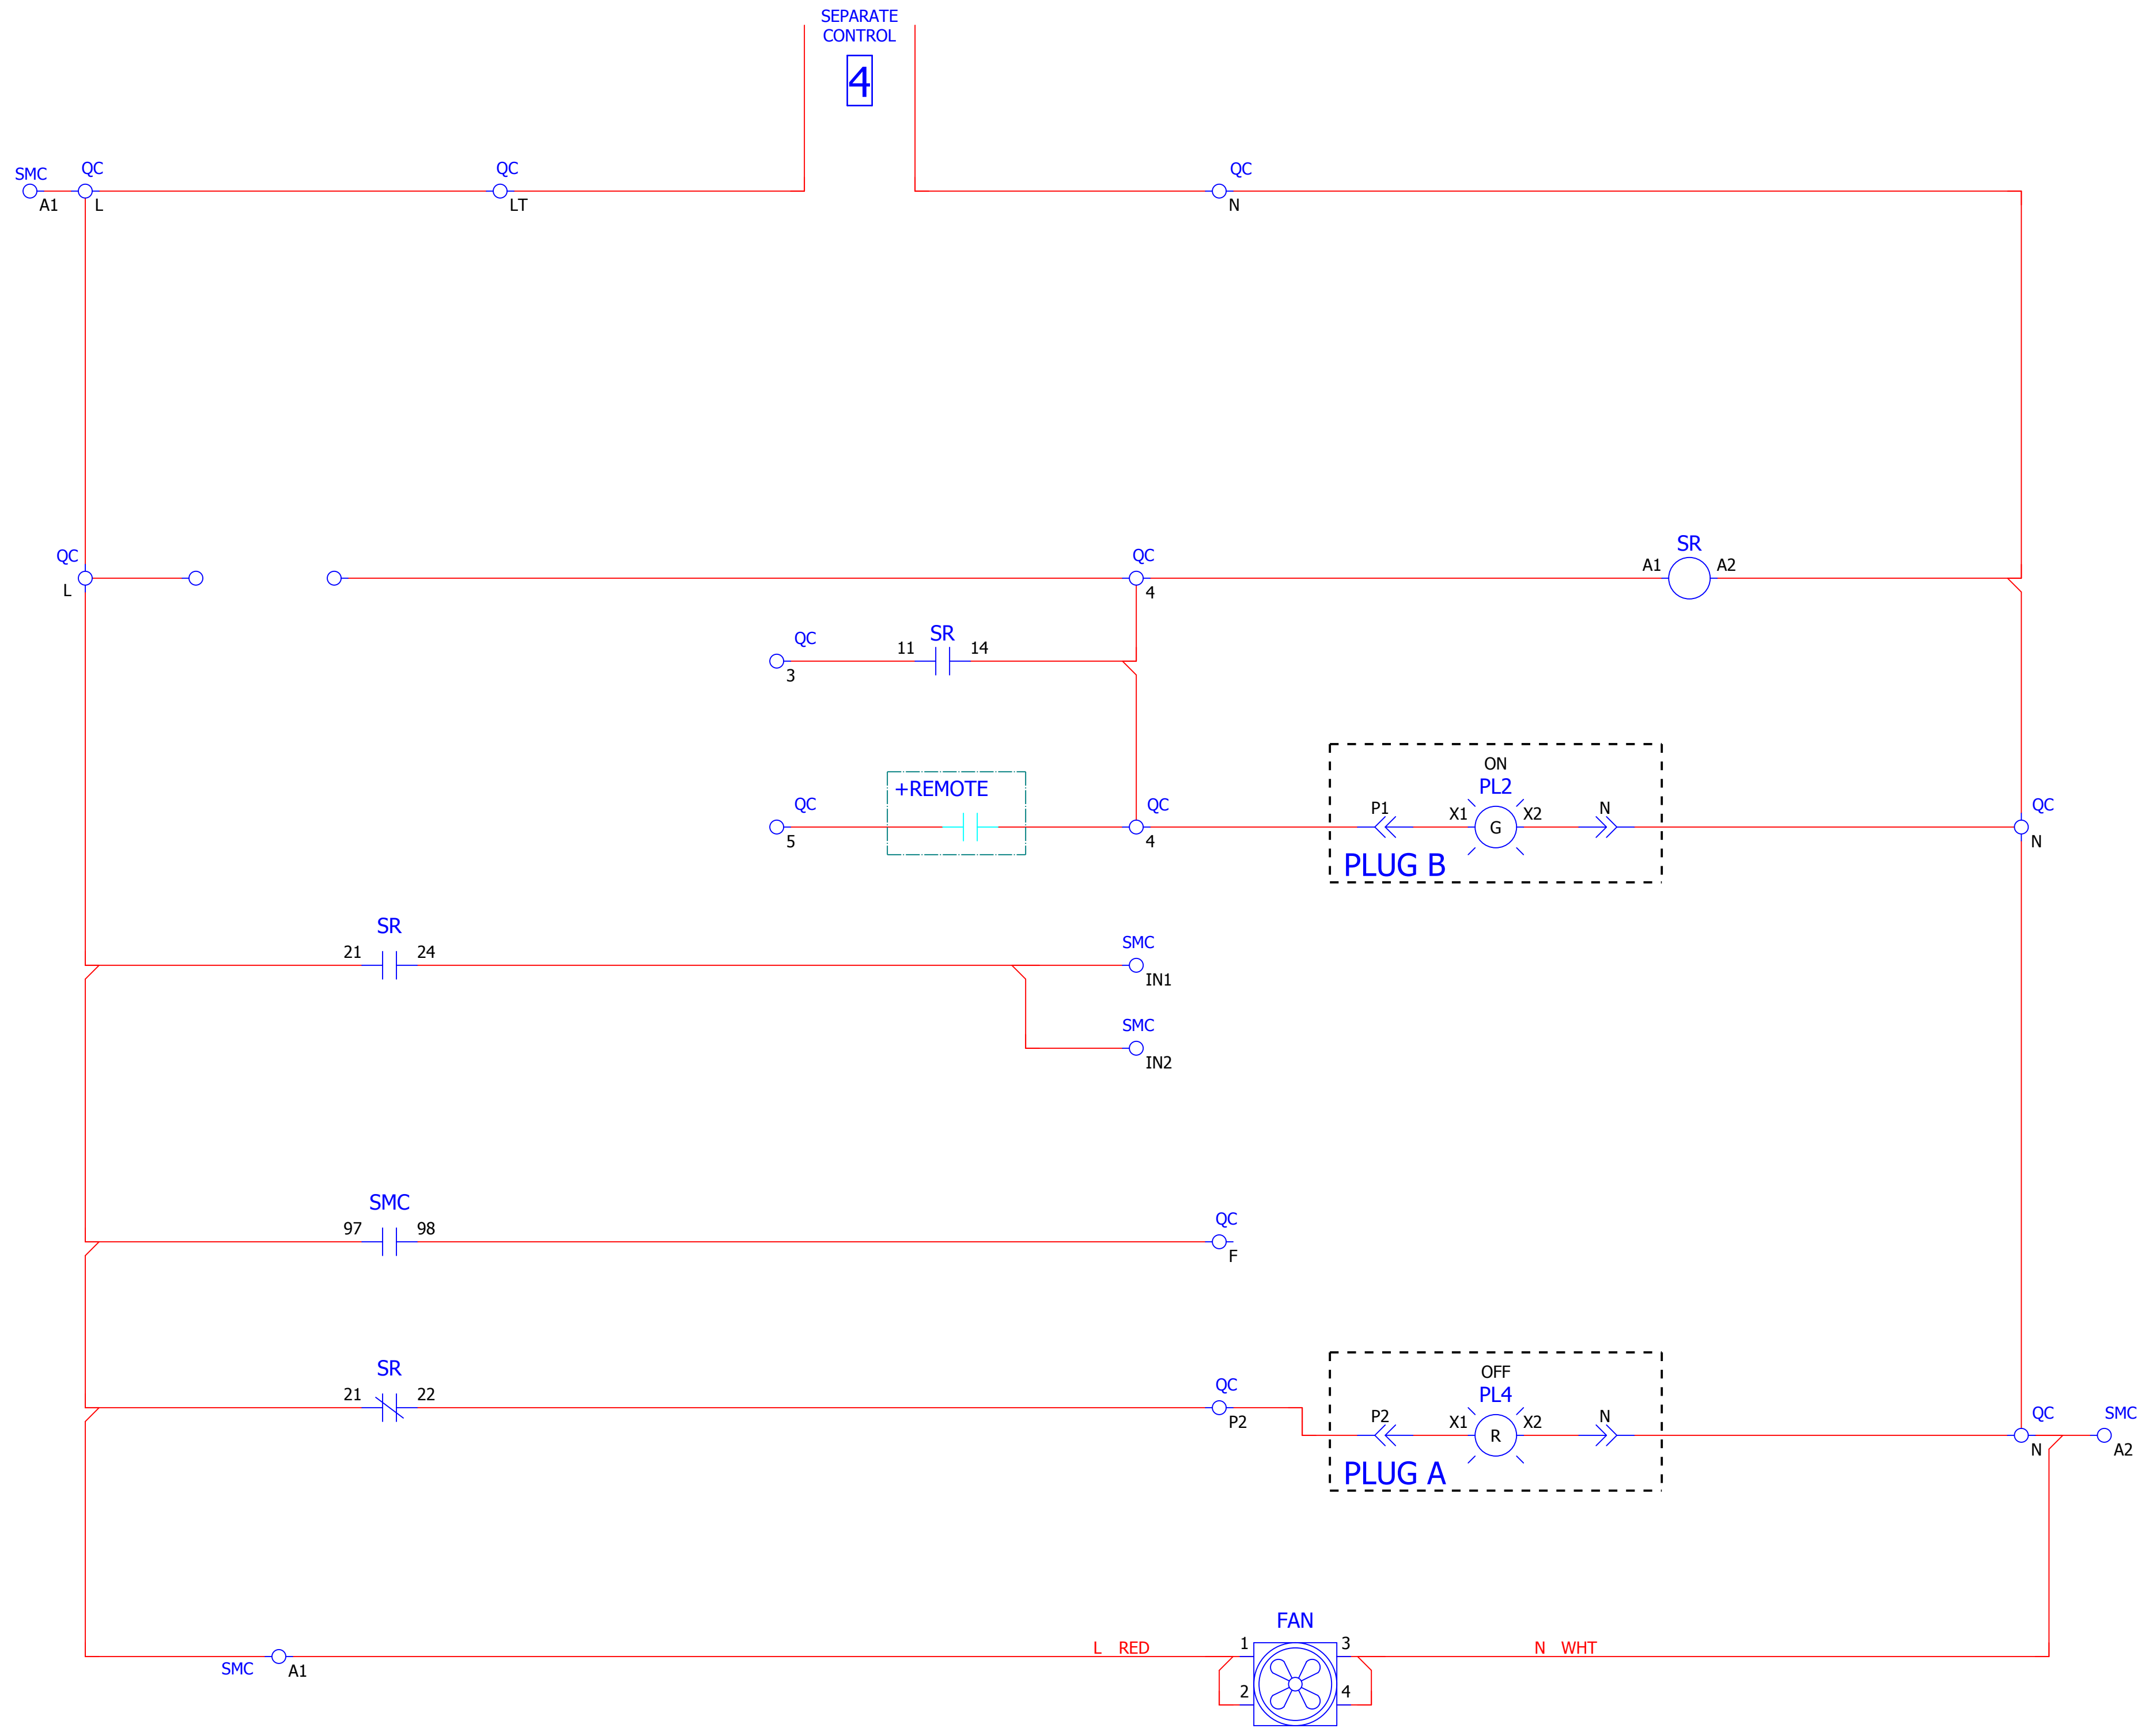 SEPARATE
CONTROL
4
SMC
QC
QC
QC
A1
L
LT
N
QC
L
QC
4
SR
A1
A2
QC
3
SR
11
14
QC
5
+REMOTE
QC
4
ON
PL2
P1
X1
G
X2
N
PLUG B
QC
N
SR
21
24
SMC
IN1
SMC
IN2
SMC
97
98
QC
F
SR
21
22
QC
P2
OFF
PL4
P2
X1
R
X2
N
PLUG A
QC
N
SMC
A2
SMC
A1
L RED
FAN
1
3
2
4
N WHT